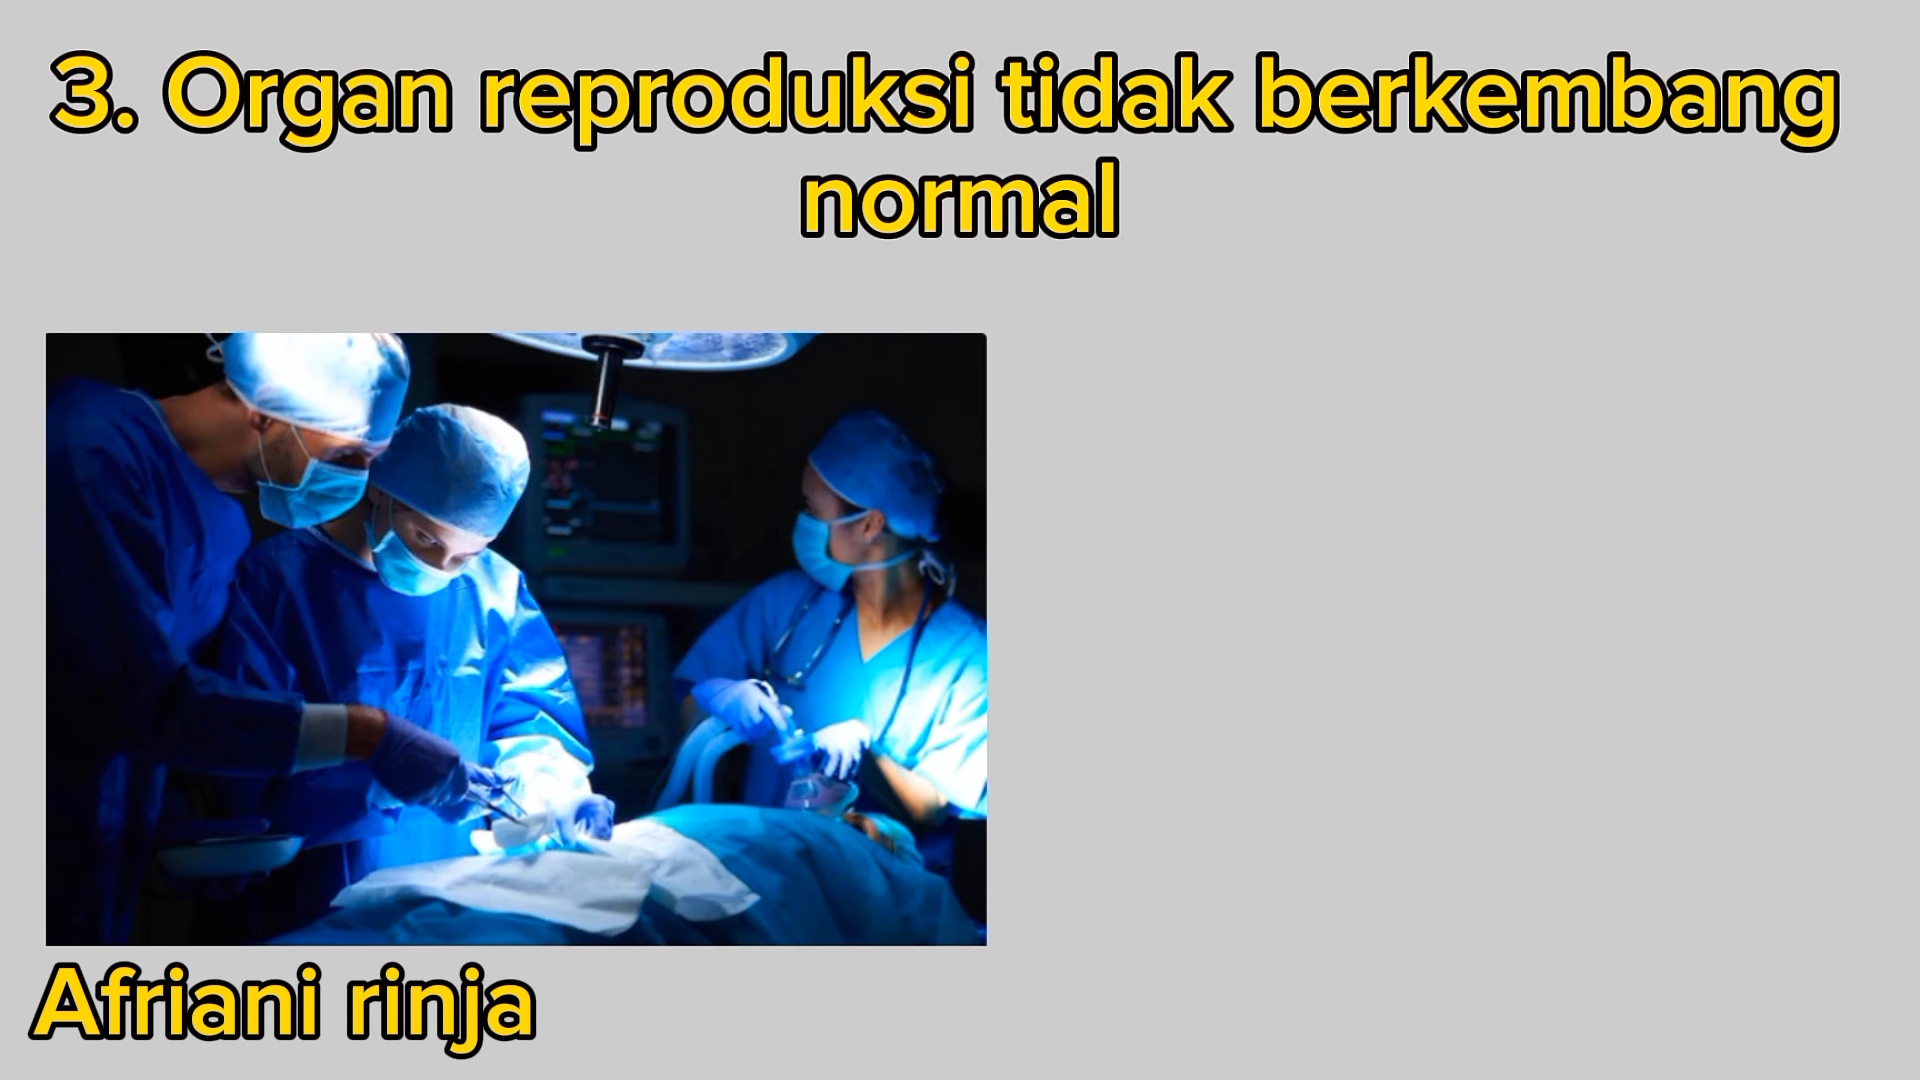 3. Organ reproduksi tidak berkembang
normal
Afriani rinja